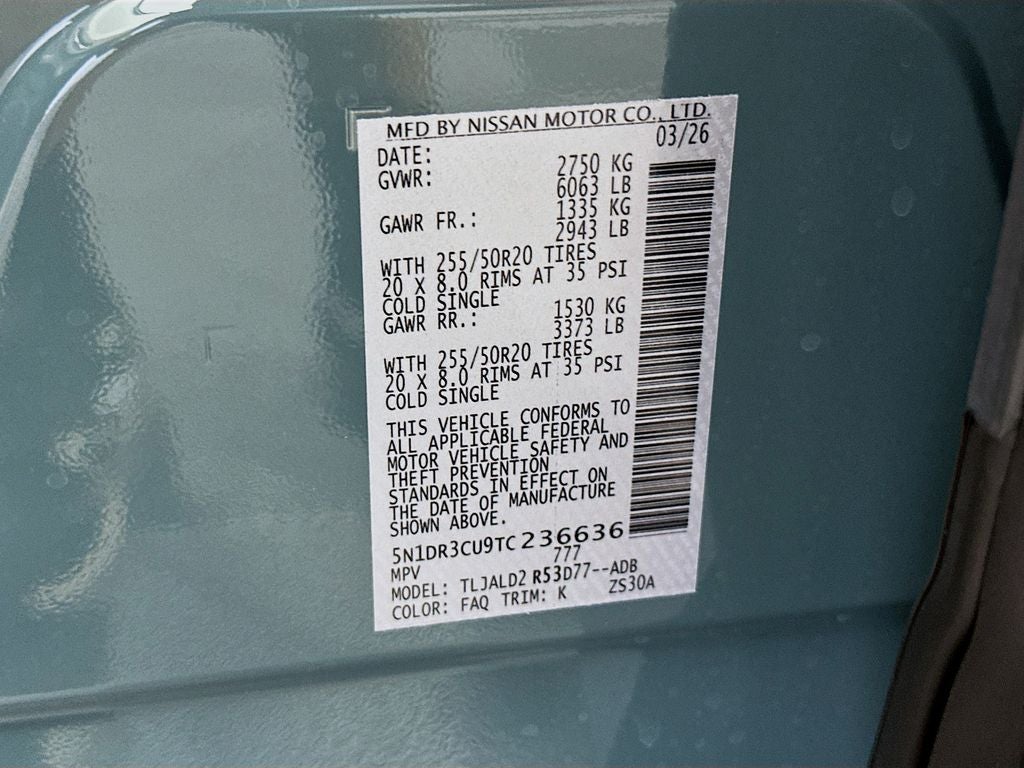 MFD BY NISSAN MOTOR CO., LTD.
DATE: 03/26
GVWR: 2750 KG
6063 LB
GAWR FR.: 1335 KG
2943 LB
WITH 255/50R20 TIRES
20 X 8.0 RIMS AT 35 PSI
COLD SINGLE
GAWR RR.: 1530 KG
3373 LB
WITH 255/50R20 TIRES
20 X 8.0 RIMS AT 35 PSI
COLD SINGLE
THIS VEHICLE CONFORMS TO
ALL APPLICABLE FEDERAL
MOTOR VEHICLE SAFETY AND
THEFT PREVENTION
STANDARDS IN EFFECT ON
THE DATE OF MANUFACTURE
SHOWN ABOVE.
5N1DR3CU9TC236636
MPV 777
MODEL: TLJALD2 R53D77--ADB
COLOR: FAQ TRIM: K ZS30A